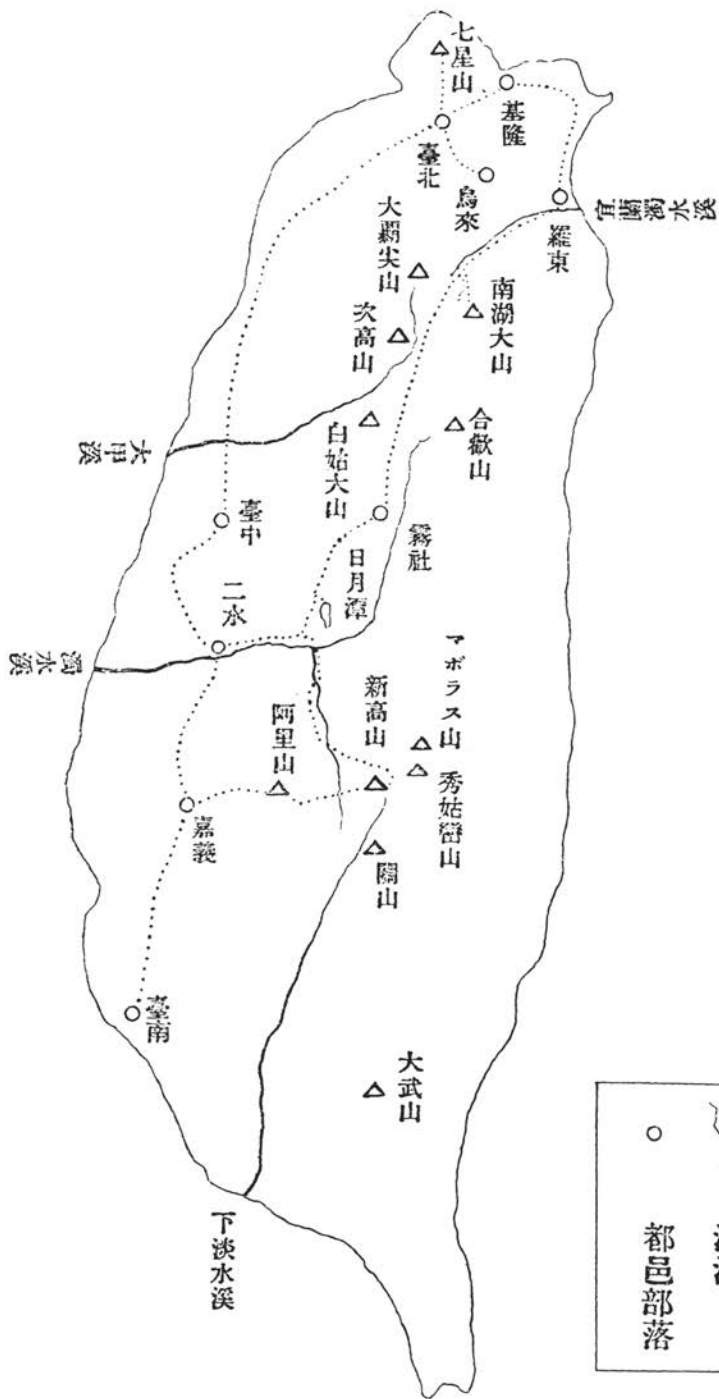 七星山
基隆
臺北
烏來
羅東
宜蘭濁水溪
大覇尖山
南湖大山
次高山
合歡山
白姑大山
大甲溪
臺中
霧社
日月潭
二水
濁水溪
マボラス山
新高山
阿里山
秀姑巒山
嘉義
關山
臺南
大武山
下淡水溪
都邑部落